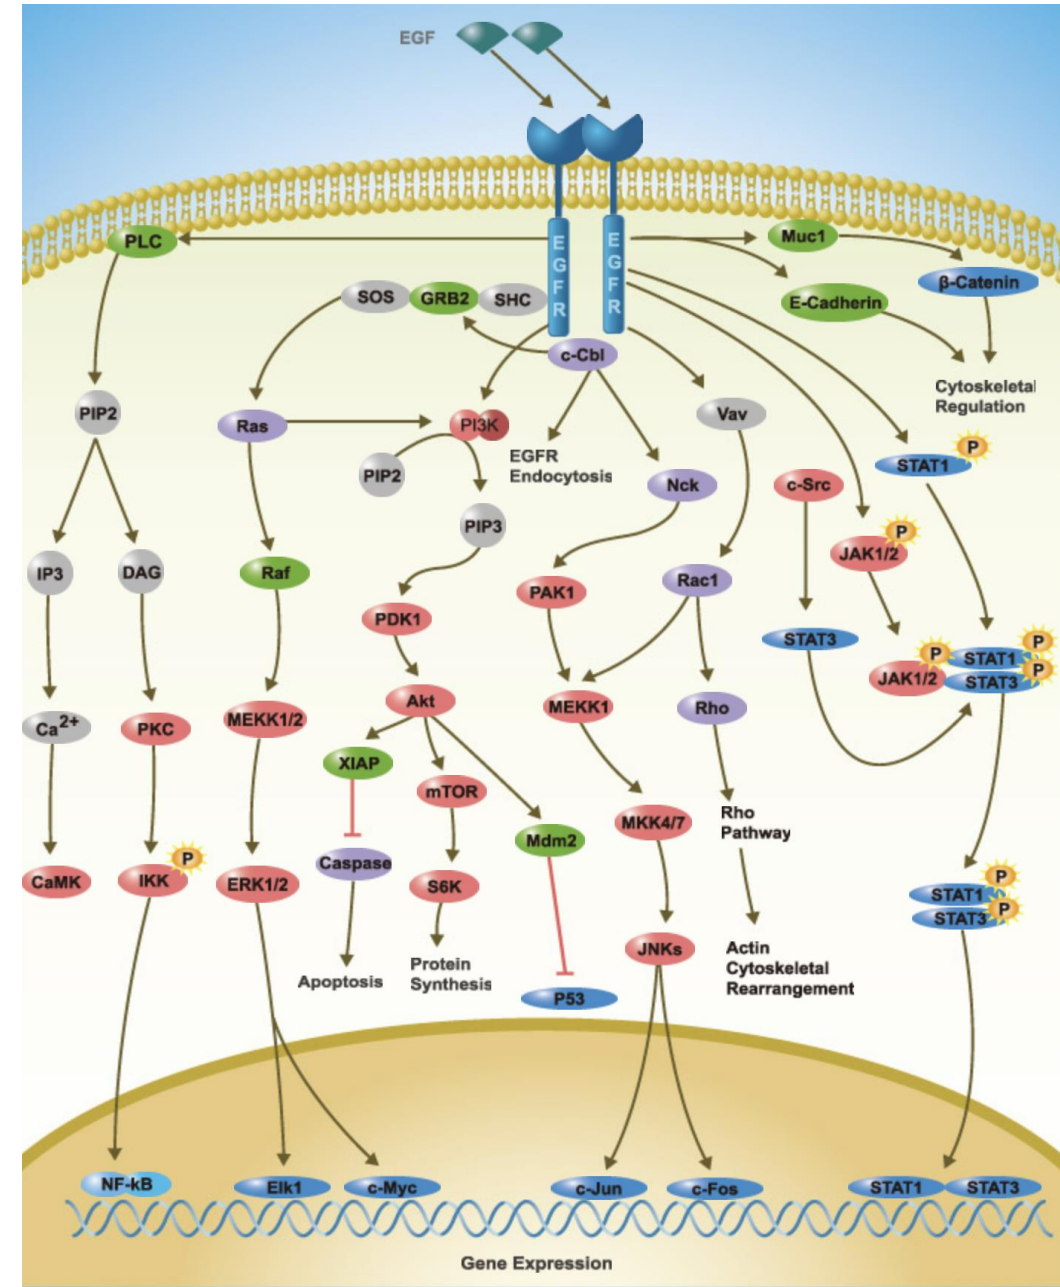 EGF
EGFR
EGFR
PLC
Muc1
β-Catenin
E-Cadherin
SOS
GRB2
SHC
c-Cbl
Cytoskeletal
Regulation
PIP2
Ras
PI3K
Vav
EGFR
Endocytosis
PIP2
P
STAT1
Nck
c-Src
PIP3
P
JAK1/2
IP3
DAG
Raf
PAK1
Rac1
PDK1
STAT3
P
P
STAT1
P
JAK1/2
STAT3
Akt
MEKK1
Rho
Ca2+
PKC
MEKK1/2
XIAP
mTOR
MKK4/7
Rho
Pathway
Mdm2
P
Caspase
CaMK
IKK
ERK1/2
S6K
P
STAT1
P
STAT3
JNKs
Actin
Cytoskeletal
Rearrangement
Apoptosis
Protein
Synthesis
P53
NF-kB
Elk1
c-Myc
c-Jun
c-Fos
STAT1
STAT3
Gene Expression